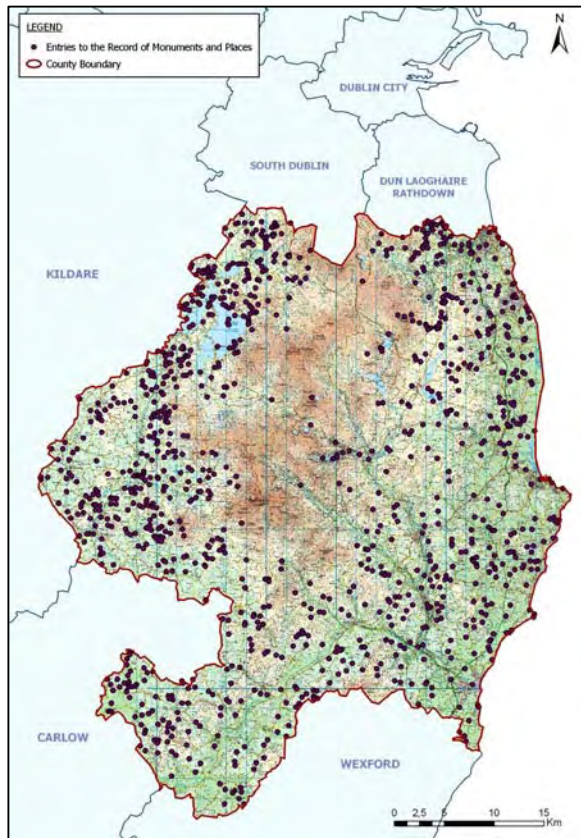 LEGEND
Entries to the Record of Monuments and Places
County Boundary
N
DUBLIN CITY
SOUTH DUBLIN
DUN LAOGHAIRE
RATHDOWN
KILDARE
CARLOW
WEXFORD
0 2.5 5 10 15
Km